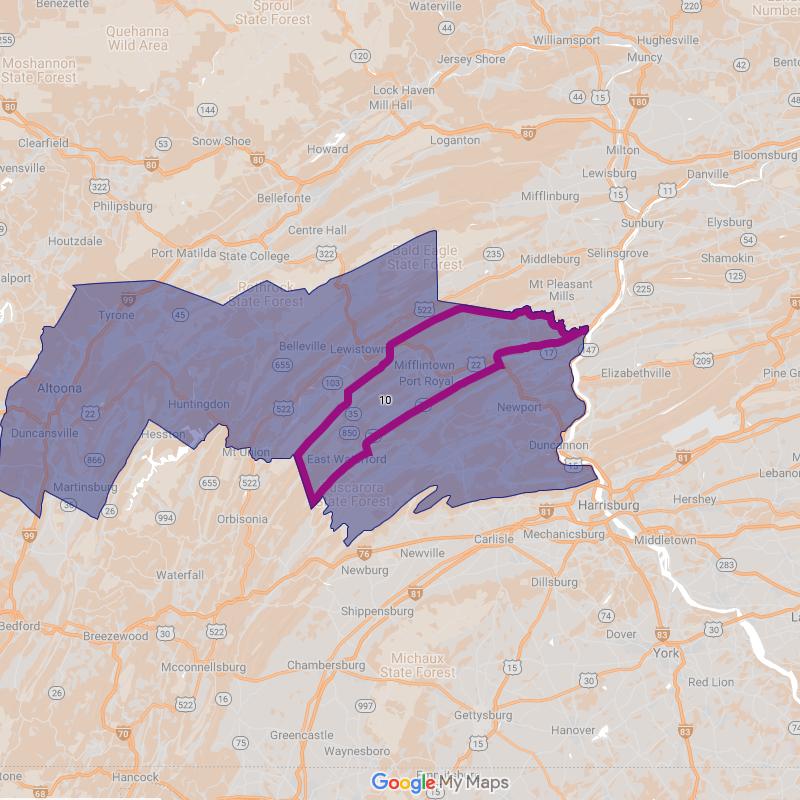 Benezette
Sproul
State Forest
Waterville
220
Quehanna
Wild Area
44
Williamsport
Hughesville
Number
Moshannon
State Forest
120
Jersey Shore
Muncy
42
80
Lock Haven
Mill Hall
44
15
180
144
Clearfield
53
Snow Shoe
Howard
80
80
Loganton
Milton
Bloomsburg
322
Bellefonte
Lewisburg
15
11
Danville
Philipsburg
Mifflinburg
Centre Hall
Sunbury
Elysburg
Houtzdale
Port Matilda
State College
322
Bald Eagle
State Forest
235
Middleburg
Selinsgrove
54
Shamokin
125
Rothrock
State Forest
Mt Pleasant
Mills
225
99
Tyrone
45
522
81
Belleville
Lewistown
147
655
Mifflintown
22
17
209
Elizabethville
Altoona
103
Port Royal
Pine
Huntingdon
522
10
35
Newport
22
850
Duncansville
Hesston
Duncannon
866
Mt Union
East Waterford
81
15
Martinsburg
655
522
State Forest
Hershey
36
26
Harrisburg
994
Orbisonia
81
99
Carlisle
Mechanicsburg
Middletown
76
Newville
283
Waterfall
Newburg
81
Dillsburg
Shippensburg
74
Bedford
Breezewood
30
522
Dover
83
30
York
Mcconnellsburg
Chambersburg
Michaux
State Forest
15
30
Red Lion
26
522
16
997
Gettysburg
70
75
Greencastle
15
Hanover
83
74
Waynesboro
Hancock
68
15
Google My Maps